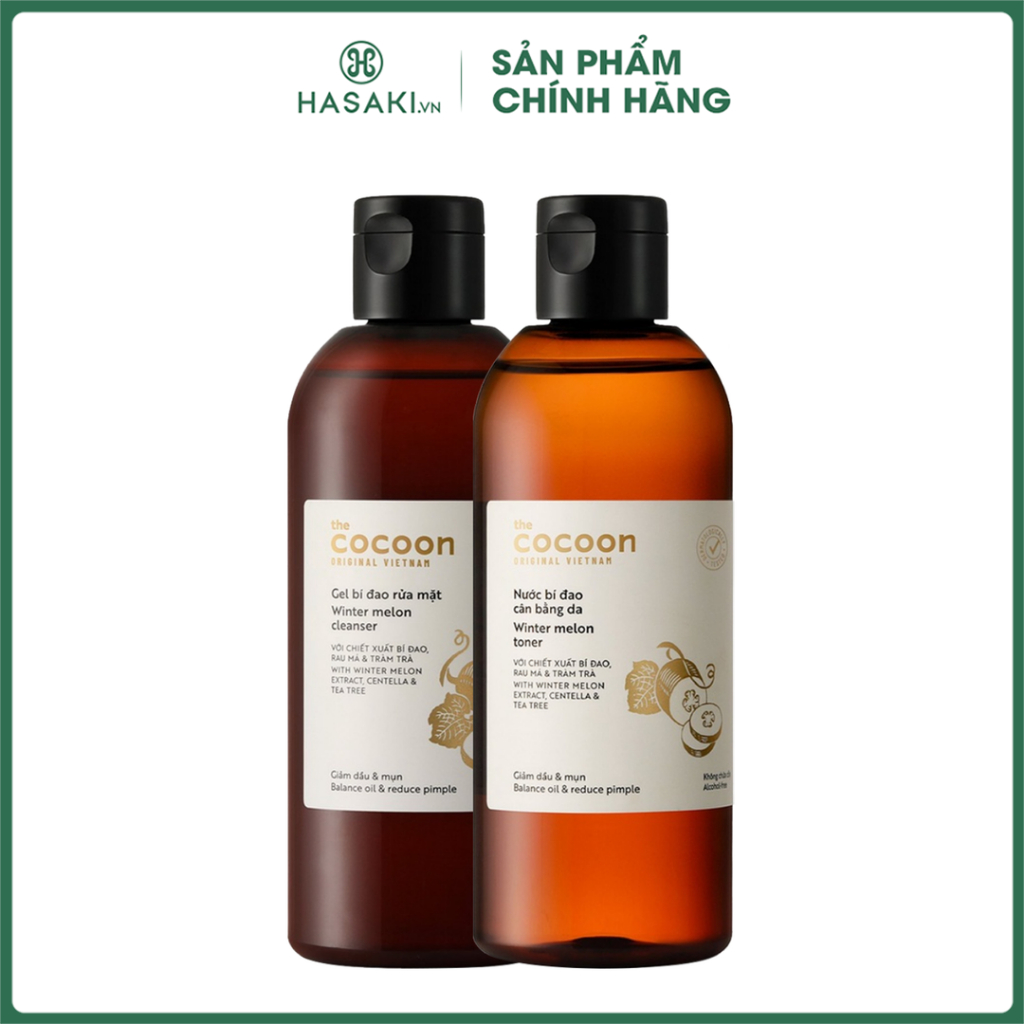 HASAKI.VN
SẢN PHẨM
CHÍNH HÃNG
the
cocoon
ORIGINAL VIETNAM
Gel bí đao rửa mặt
Winter melon
cleanser
VỚI CHIẾT XUẤT BÍ ĐAO,
RAU MÁ & TRÀM TRÀ
WITH WINTER MELON
EXTRACT, CENTELLA &
TEA TREE
Giảm dầu & mụn
Balance oil & reduce pimple
the
cocoon
ORIGINAL VIETNAM
Nước bí đao
cân bằng da
Winter melon
toner
VỚI CHIẾT XUẤT BÍ ĐAO,
RAU MÁ & TRÀM TRÀ
WITH WINTER MELON
EXTRACT, CENTELLA &
TEA TREE
Giảm dầu & mụn
Balance oil & reduce pimple
Không chứa
Alcohol